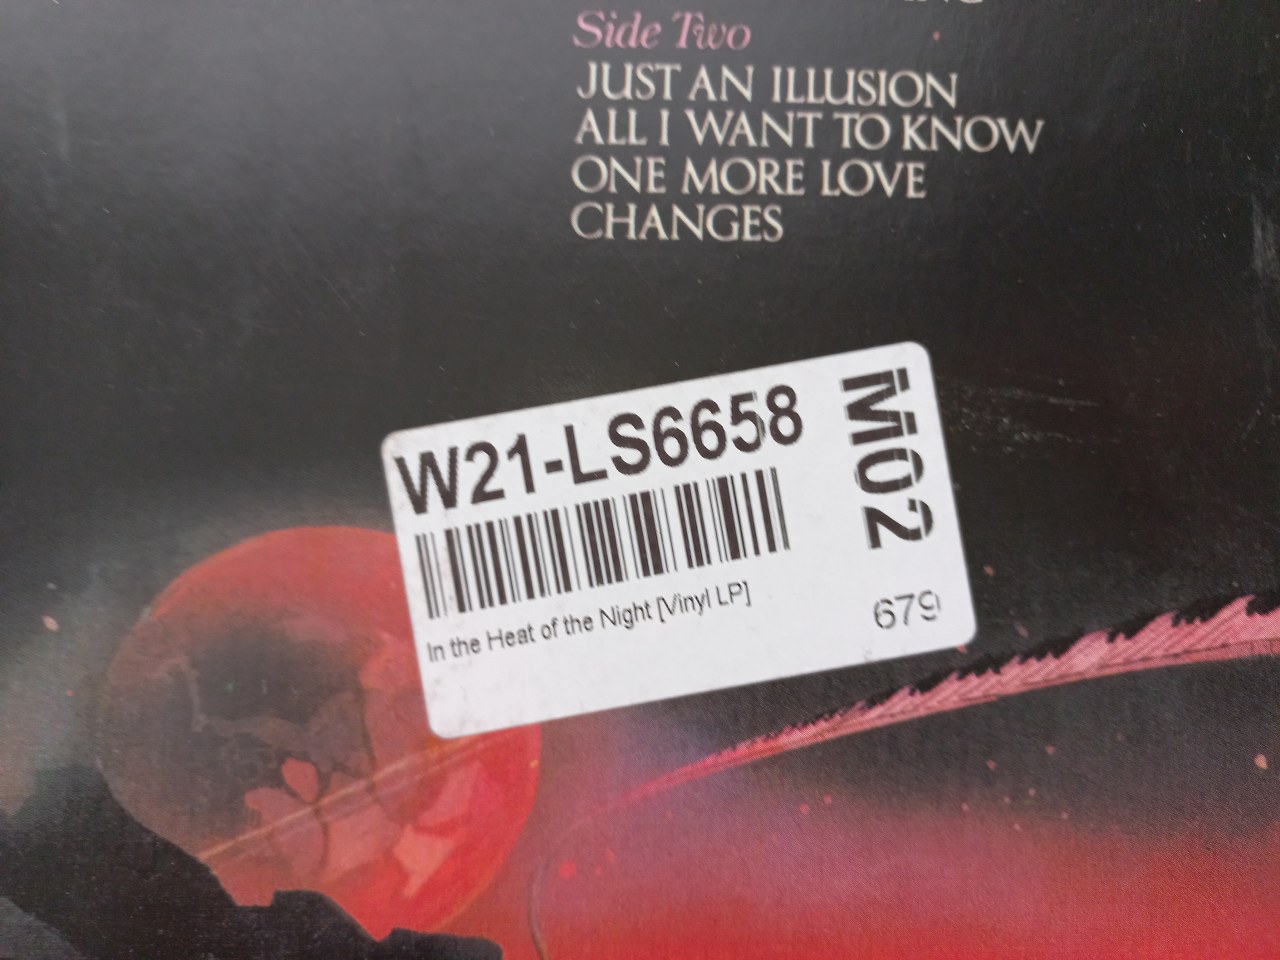 Side Two
JUST AN ILLUSION
ALL I WANT TO KNOW
ONE MORE LOVE
CHANGES
W21-LS6658
M02
In the Heat of the Night [Vinyl LP]
679